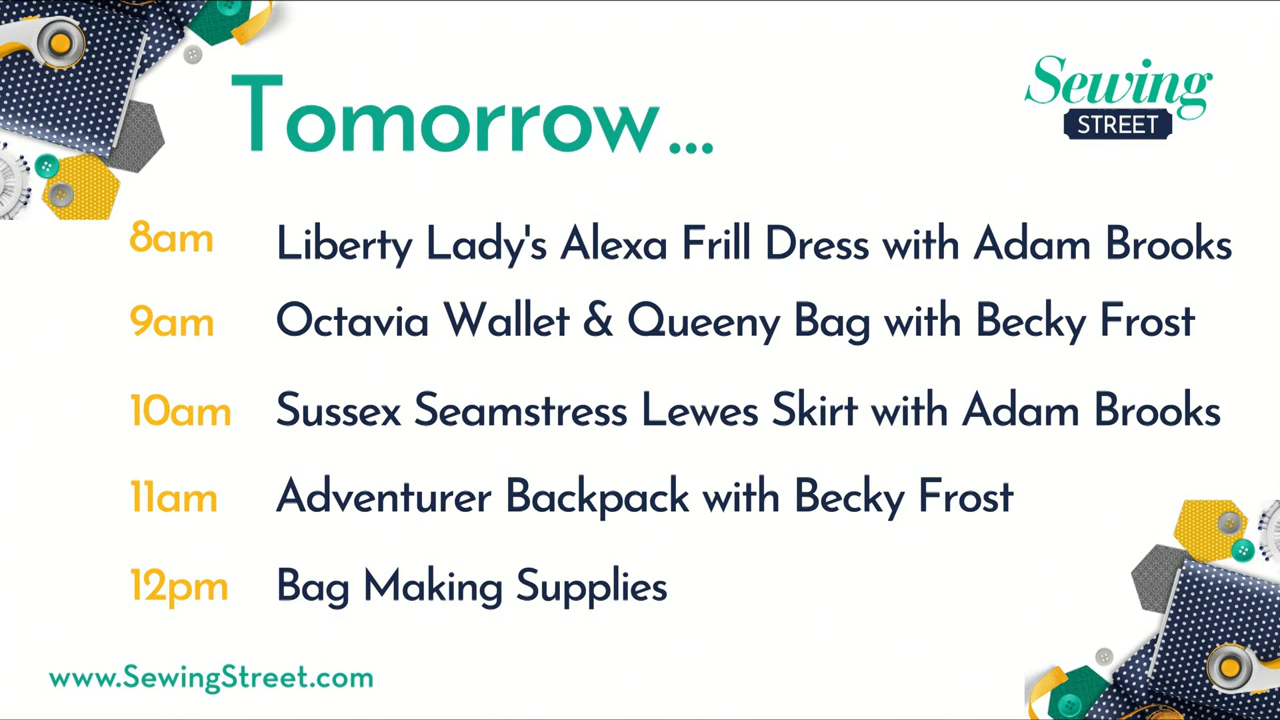 Sewing
STREET
Tomorrow...
8am Liberty Lady's Alexa Frill Dress with Adam Brooks
9am Octavia Wallet & Queeny Bag with Becky Frost
10am Sussex Seamstress Lewes Skirt with Adam Brooks
11am Adventurer Backpack with Becky Frost
12pm Bag Making Supplies
www.SewingStreet.com